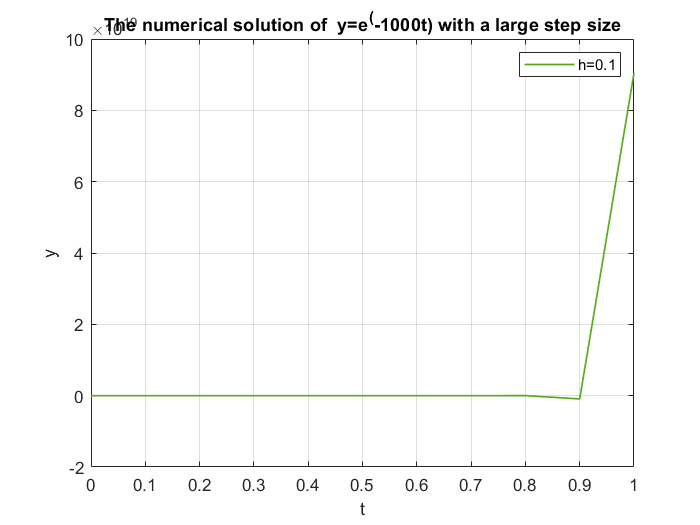 The numerical solution of y=e^(-1000t) with a large step size
×10^19
h=0.1
10
8
6
4
2
0
-2
y
0 0.1 0.2 0.3 0.4 0.5 0.6 0.7 0.8 0.9 1
t